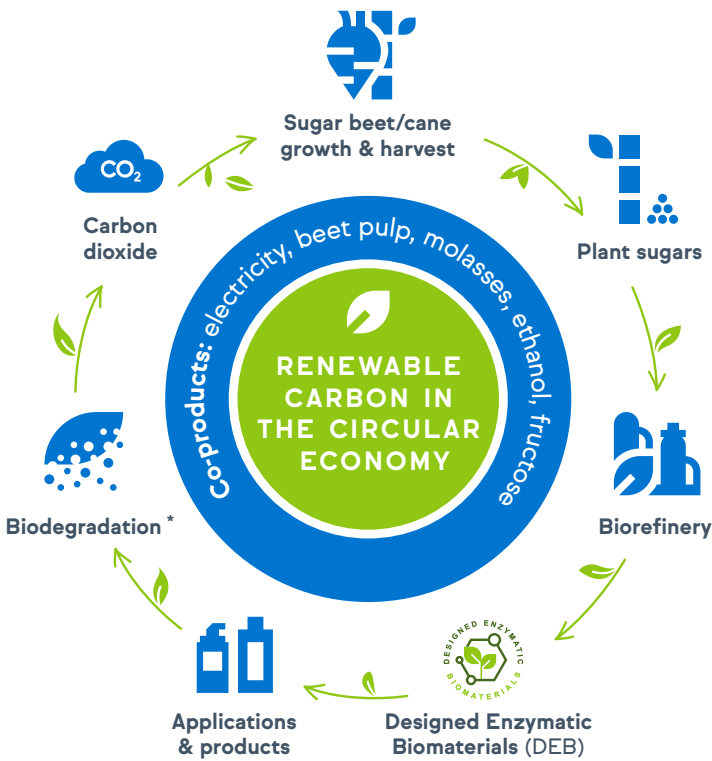 Sugar beet/cane
growth & harvest
CO₂
Carbon
dioxide
Plant sugars
Co-products: electricity, beet pulp, molasses, ethanol, fructose
RENEWABLE
CARBON IN
THE CIRCULAR
ECONOMY
Biodegradation *
Biorefinery
DESIGNED ENZYMATIC
BIOMATERIALS
Applications
& products
Designed Enzymatic
Biomaterials (DEB)